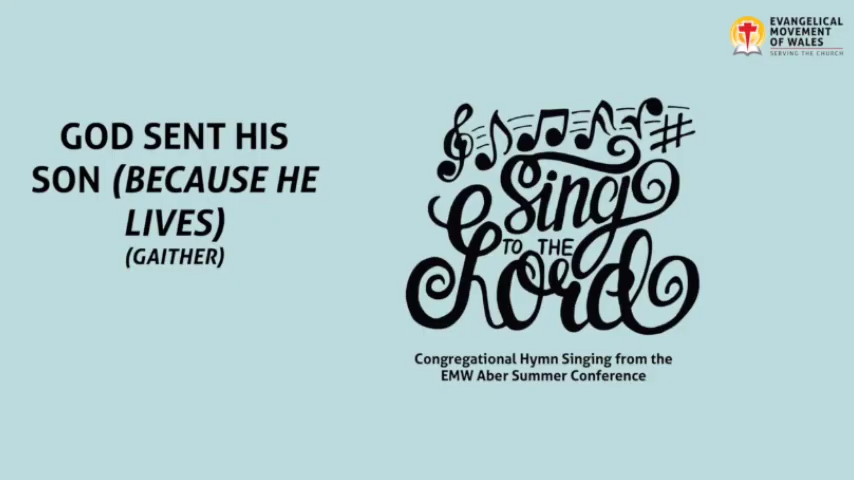 EVANGELICAL
MOVEMENT
OF WALES
SERVING THE CHURCH
GOD SENT HIS
SON (BECAUSE HE
LIVES)
(GAITHER)
Sing
TO THE
Lord
Congregational Hymn Singing from the
EMW Aber Summer Conference